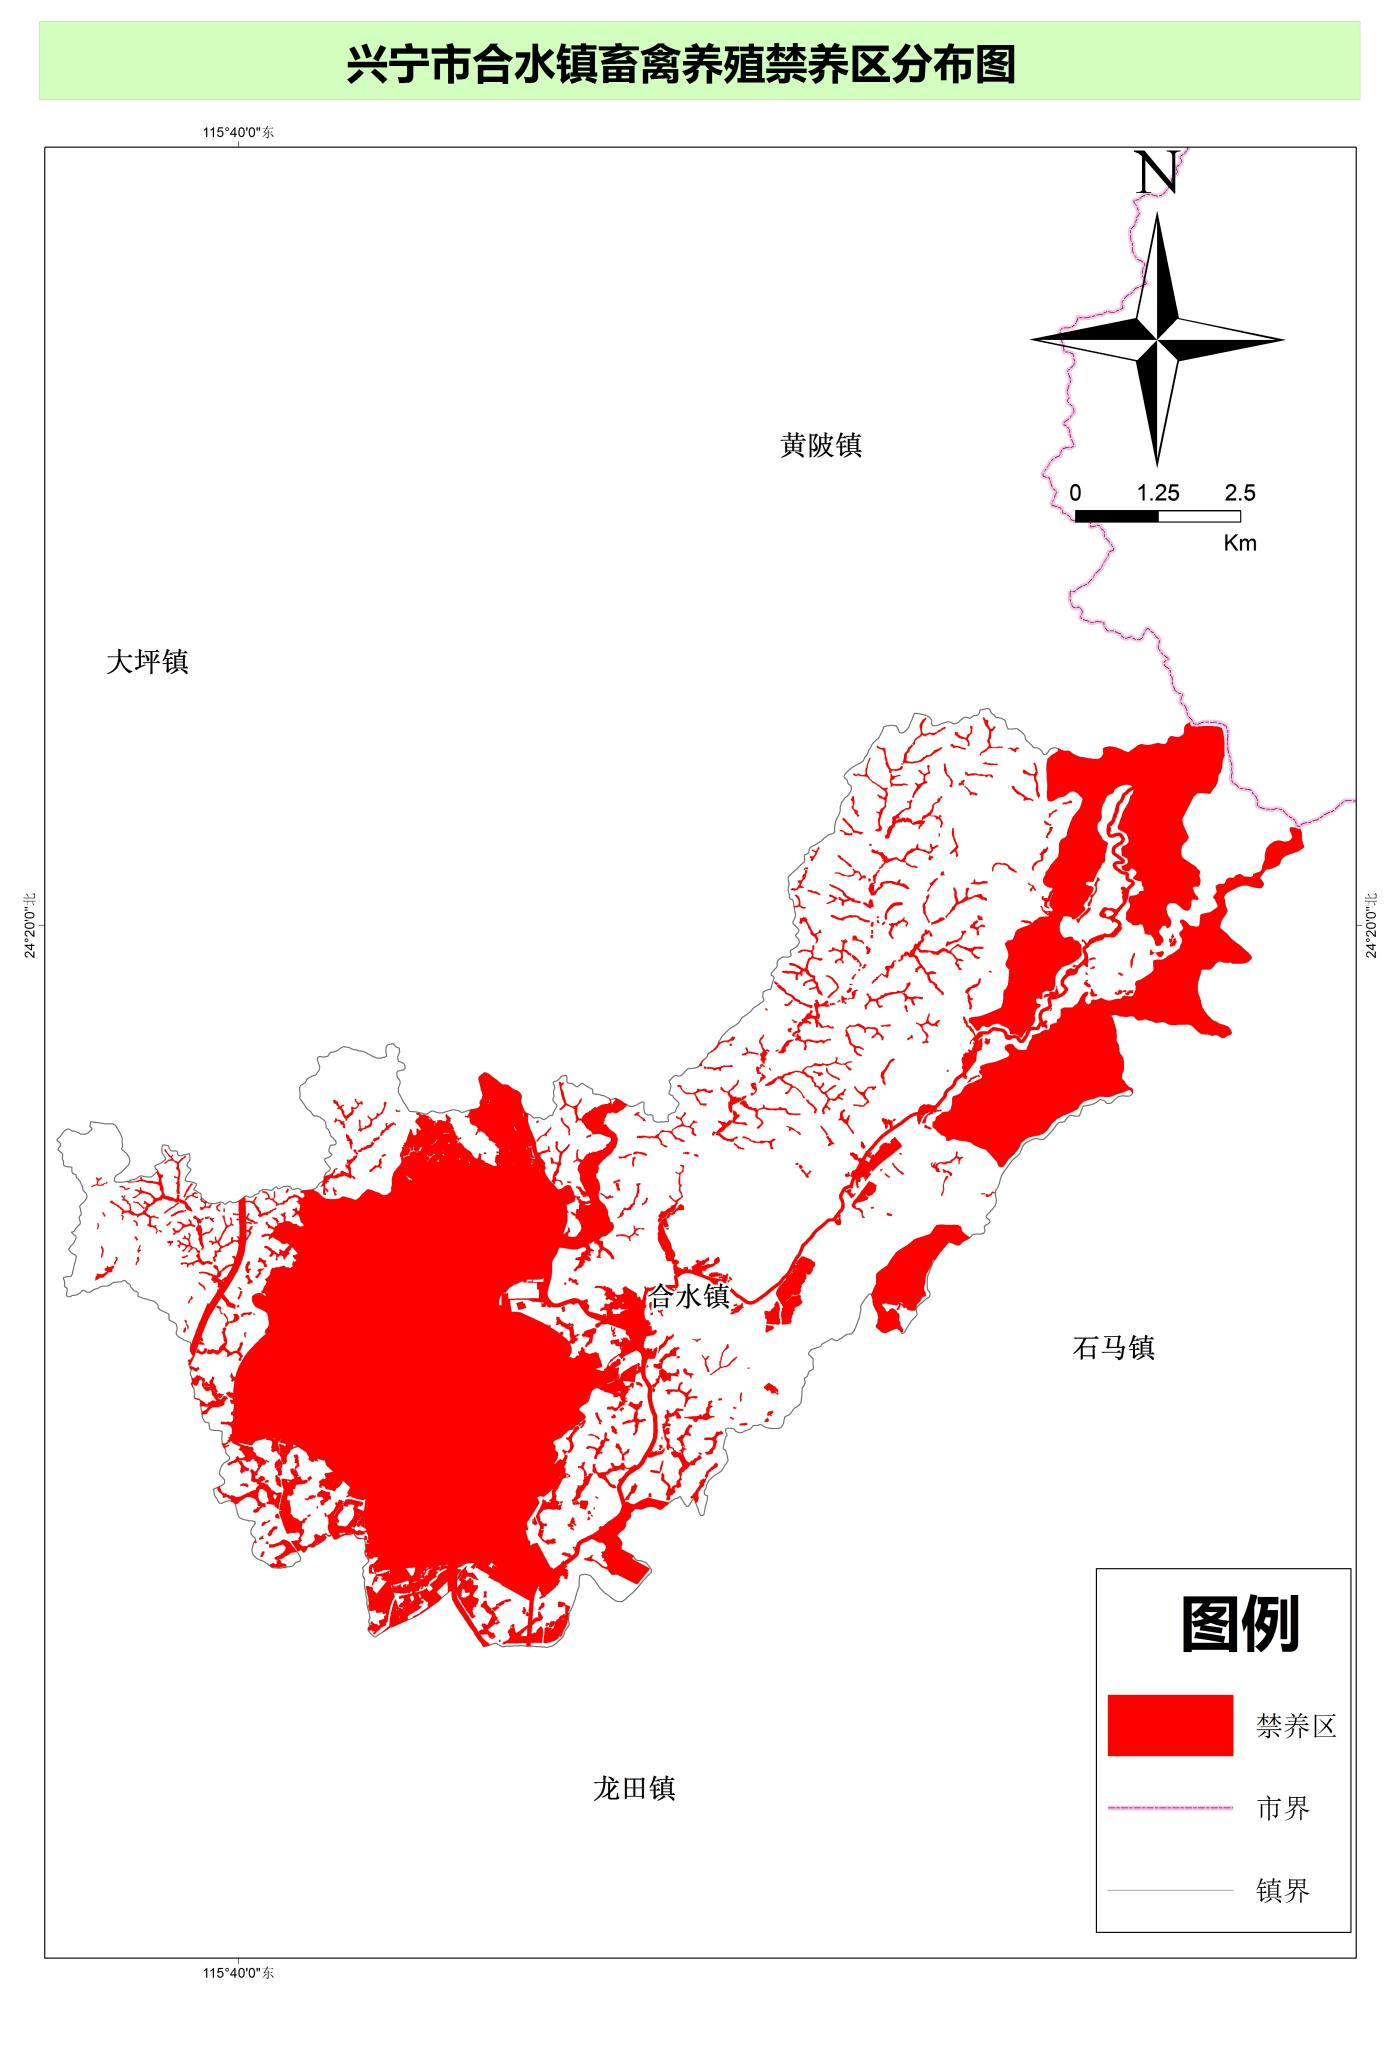 兴宁市合水镇畜禽养殖禁养区分布图
115°40'0"东
N
黄陂镇
0 1.25 2.5
Km
大坪镇
24°20'0"北
24°20'0"北
合水镇
石马镇
图例
禁养区
龙田镇
市界
镇界
115°40'0"东